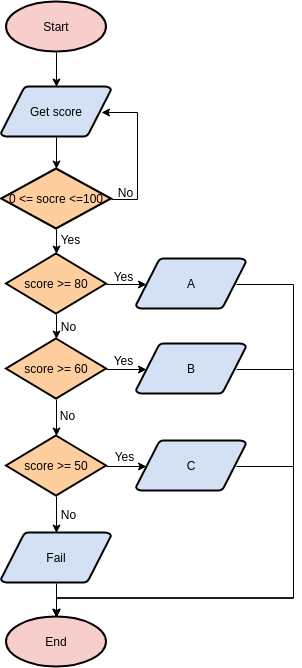 Start
Get score
0 <= socre <=100
No
Yes
score >= 80
Yes
A
No
score >= 60
Yes
B
No
score >= 50
Yes
C
No
Fail
End